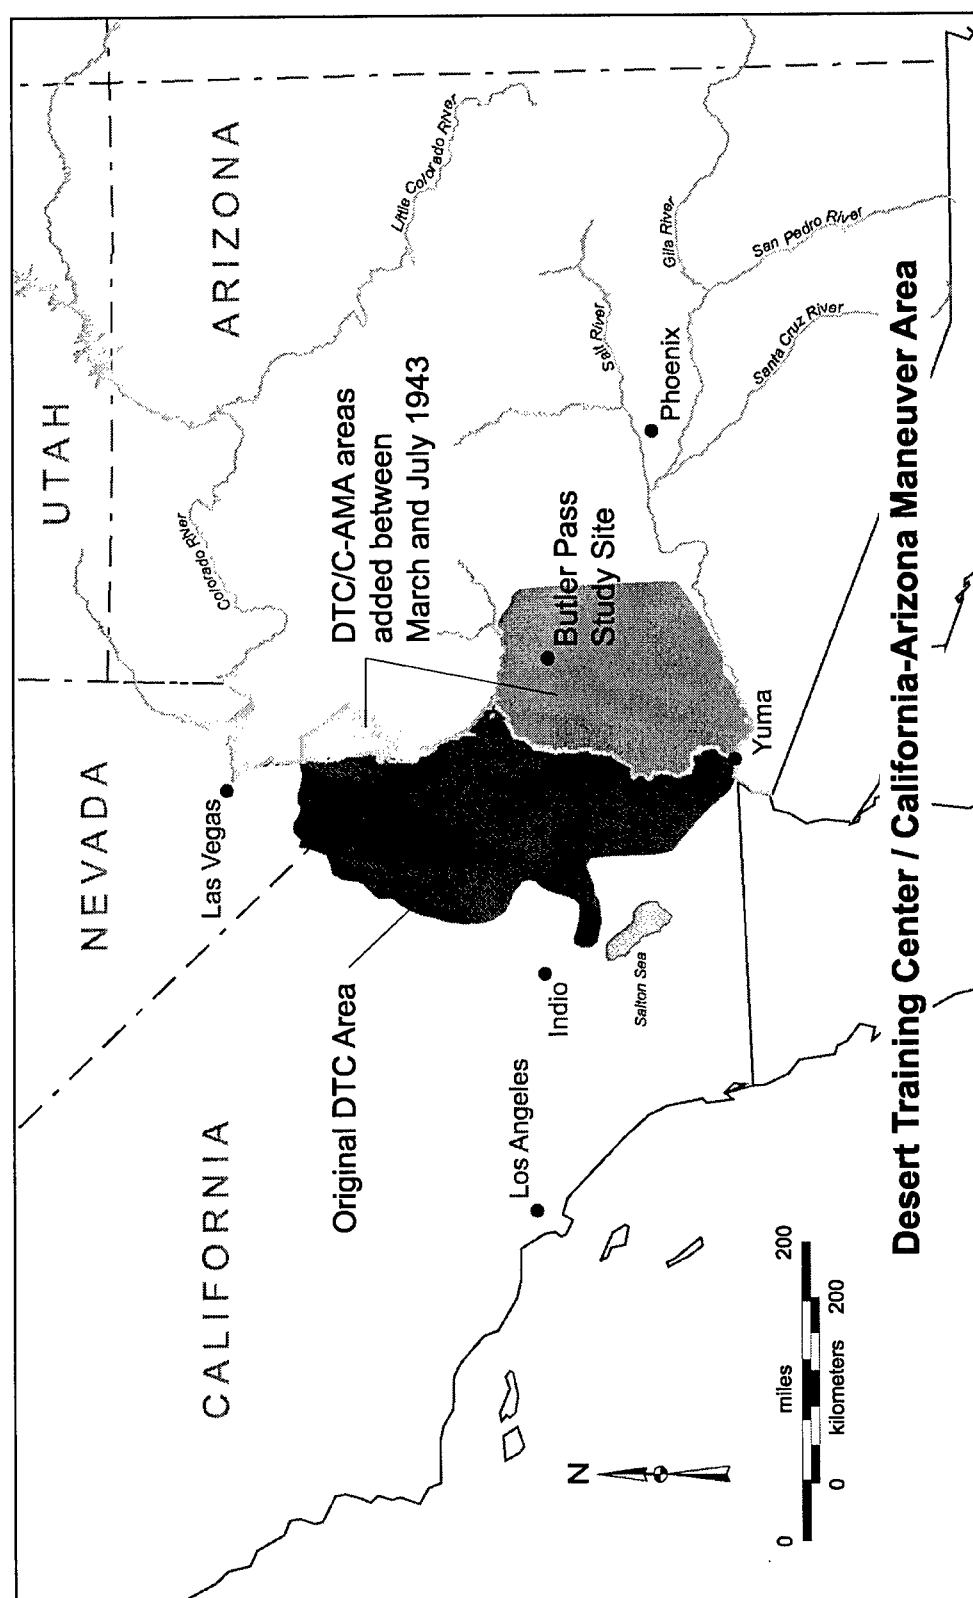 UTAH
NEVADA
ARIZONA
CALIFORNIA
Colorado River
Little Colorado River
Las Vegas
DTC/C-AMA areas
added between
March and July 1943
Original DTC Area
Salt River
Gila River
San Pedro River
Santa Cruz River
Phoenix
Butler Pass
Study Site
Los Angeles
Indio
Salton Sea
Yuma
N
miles
0
200
0
200
kilometers
Desert Training Center / California-Arizona Maneuver Area